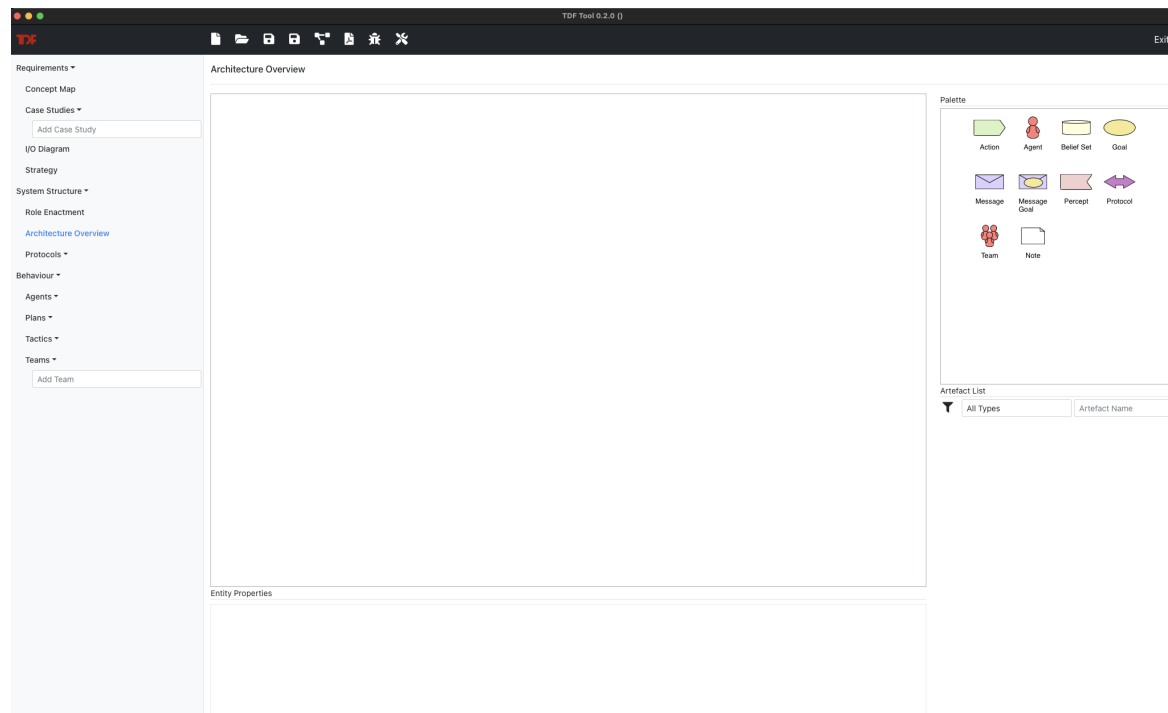 TDF Tool 0.2.0 ()
TDF
Exit
Requirements
Concept Map
Case Studies
Add Case Study
I/O Diagram
Strategy
System Structure
Role Enactment
Architecture Overview
Protocols
Behaviour
Agents
Plans
Tactics
Teams
Add Team
Architecture Overview
Entity Properties
Palette
Action Agent Belief Set Goal
Message Message Goal Percept Protocol
Team Note
Artefact List
All Types Artefact Name